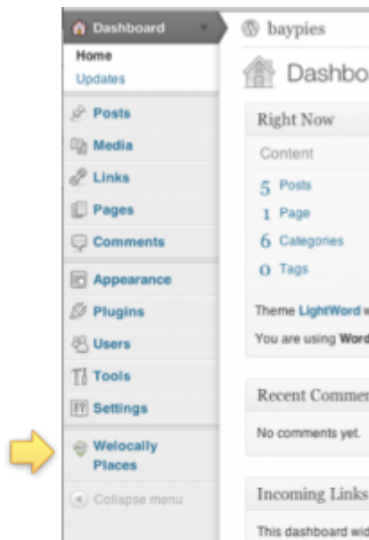 Dashboard
baypies
Home
Updates
Dashbo
Posts
Media
Links
Pages
Comments
Appearance
Plugins
Users
Tools
Settings
Welocally
Places
Collapse menu
Right Now
Content
5 Posts
1 Page
6 Categories
0 Tags
Theme LightWord w
You are using Word
Recent Commen
No comments yet.
Incoming Links
This dashboard wid